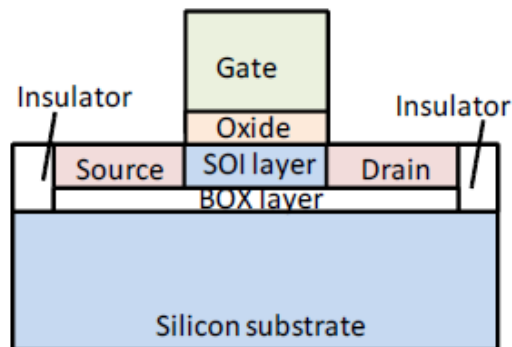 Gate
Insulator
Insulator
Oxide
Source
SOI layer
Drain
BOX layer
Silicon substrate